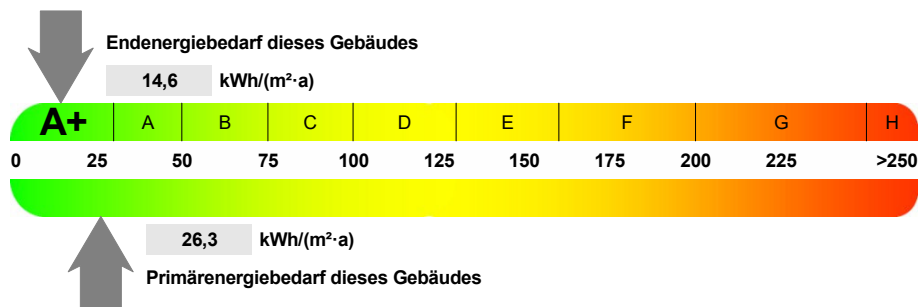 Endenergiebedarf dieses Gebäudes
14,6 kWh/(m²·a)
A+ A B C D E F G H
0 25 50 75 100 125 150 175 200 225 >250
26,3 kWh/(m²·a)
Primärenergiebedarf dieses Gebäudes